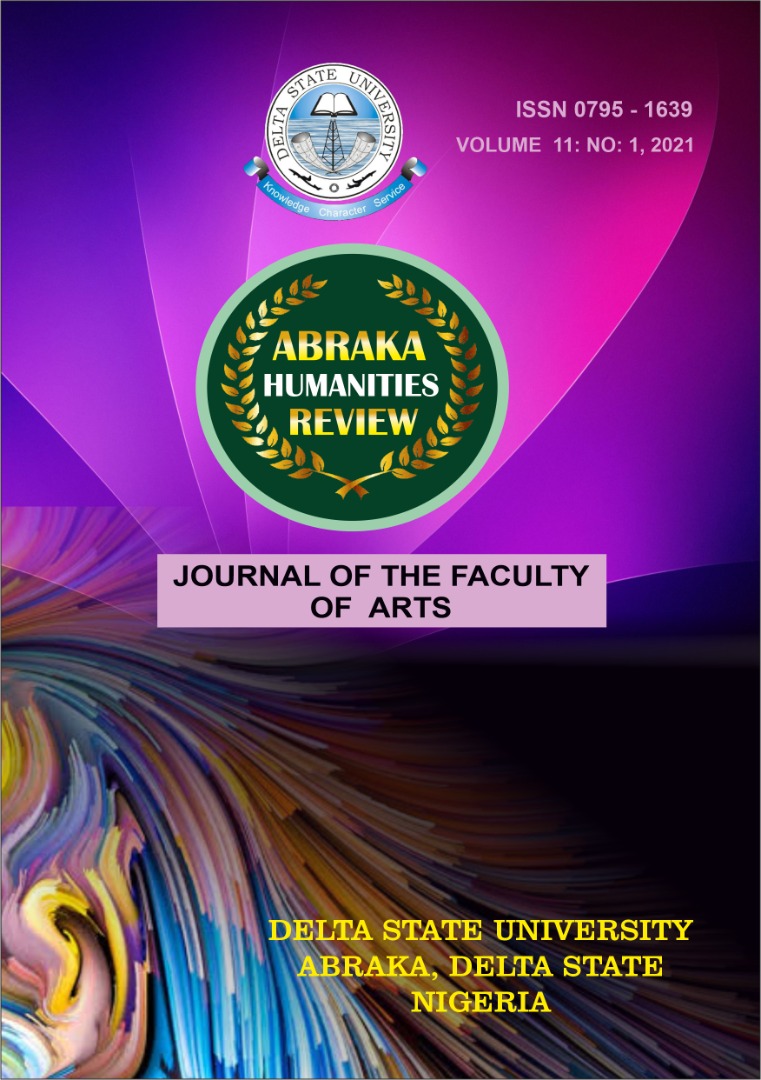 DELTA STATE UNIVERSITY
Knowledge Character Service
ISSN 0795 - 1639
VOLUME 11: NO: 1, 2021
ABRAKA
HUMANITIES
REVIEW
JOURNAL OF THE FACULTY
OF ARTS
DELTA STATE UNIVERSITY
ABRAKA, DELTA STATE
NIGERIA